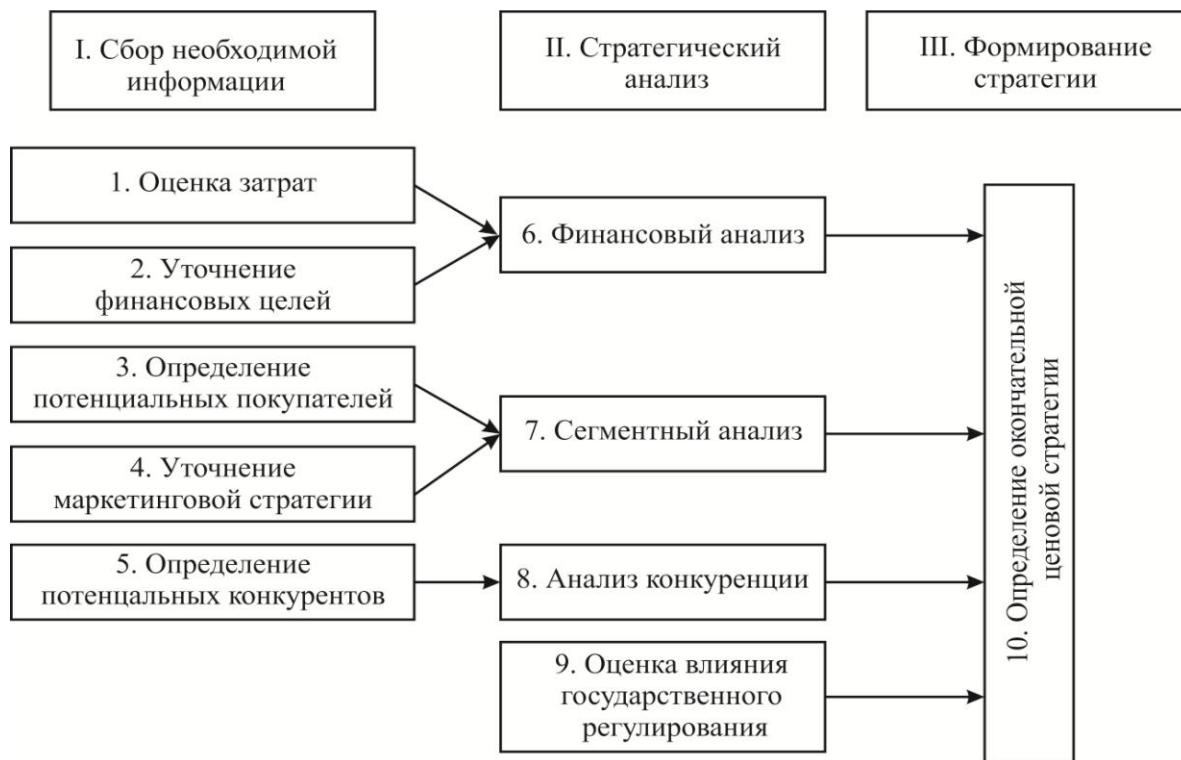 I. Сбор необходимой
информации
II. Стратегический
анализ
III. Формирование
стратегии
1. Оценка затрат
2. Уточнение
финансовых целей
3. Определение
потенциальных покупателей
4. Уточнение
маркетинговой стратегии
5. Определение
потенцальных конкурентов
6. Финансовый анализ
7. Сегментный анализ
8. Анализ конкуренции
9. Оценка влияния
государственного
регулирования
10. Определение окончательной
ценовой стратегии